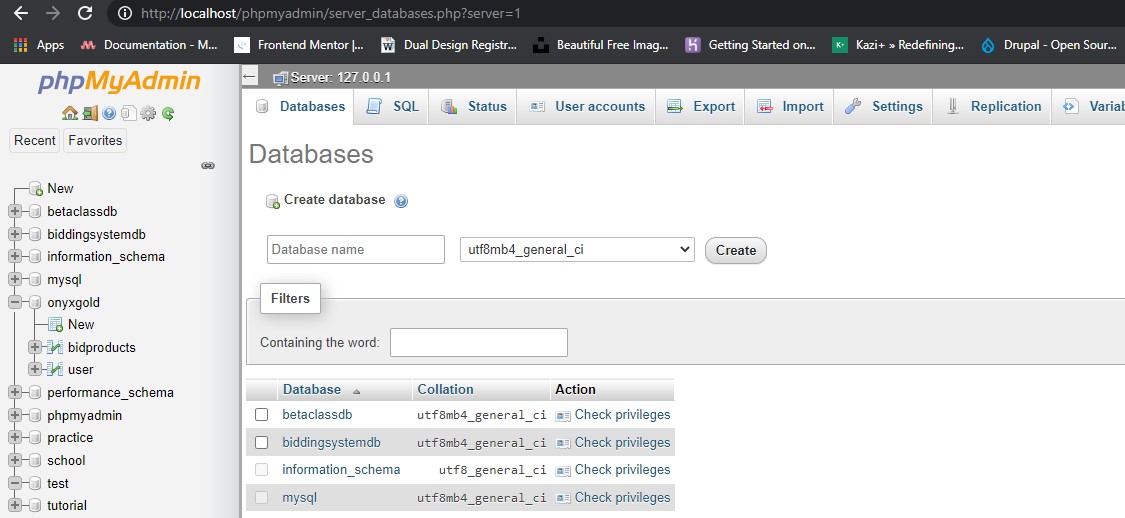 http://localhost/phpmyadmin/server_databases.php?server=1
Apps Documentation - M... Frontend Mentor |... Dual Design Registr... Beautiful Free Imag... Getting Started on... Kazi+ » Redefining... Drupal - Open Sour...
phpMyAdmin
Recent Favorites
New
betaclassdb
biddingsystemdb
information_schema
mysql
onyxgold
New
bidproducts
user
performance_schema
phpmyadmin
practice
school
test
tutorial
Server: 127.0.0.1
Databases SQL Status User accounts Export Import Settings Replication Variab
Databases
Create database
Database name utf8mb4_general_ci Create
Filters
Containing the word:
Database Collation Action
betaclassdb utf8mb4_general_ci Check privileges
biddingsystemdb utf8mb4_general_ci Check privileges
information_schema utf8_general_ci Check privileges
mysql utf8mb4_general_ci Check privileges